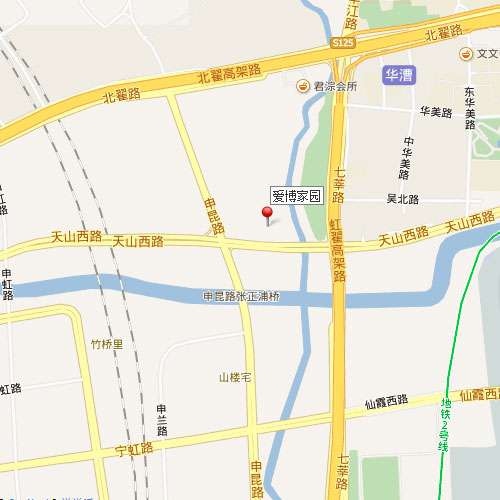 华江路
S125
北翟路
文文
华漕
北翟高架路
君淙会所
北翟路
东华美路
华美路
中华美路
七莘路
爱博家园
吴北路
申昆路
虹翟高架路
天山西路
天山西路
天山西路
天山西路
申虹路
申昆路张正浦桥
竹桥里
山楼宅
虹路
申兰路
仙霞西路
地铁2号线
宁虹路
七莘路
申昆路